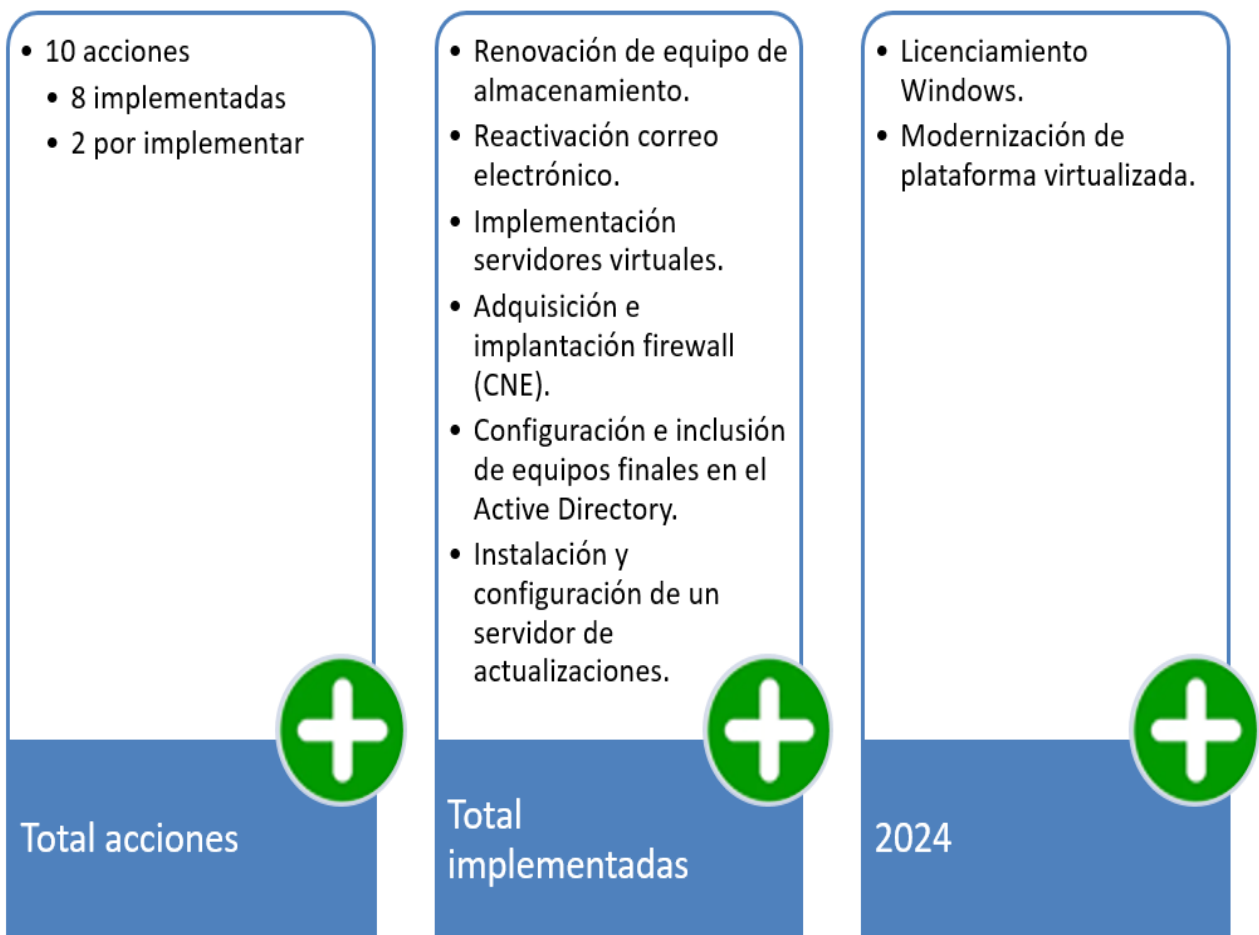 • 10 acciones
• 8 implementadas
• 2 por implementar
Total acciones
• Renovación de equipo de
almacenamiento.
• Reactivación correo
electrónico.
• Implementación
servidores virtuales.
• Adquisición e
implantación firewall
(CNE).
• Configuración e inclusión
de equipos finales en el
Active Directory.
• Instalación y
configuración de un
servidor de
actualizaciones.
Total
implementadas
• Licenciamiento
Windows.
• Modernización de
plataforma virtualizada.
2024